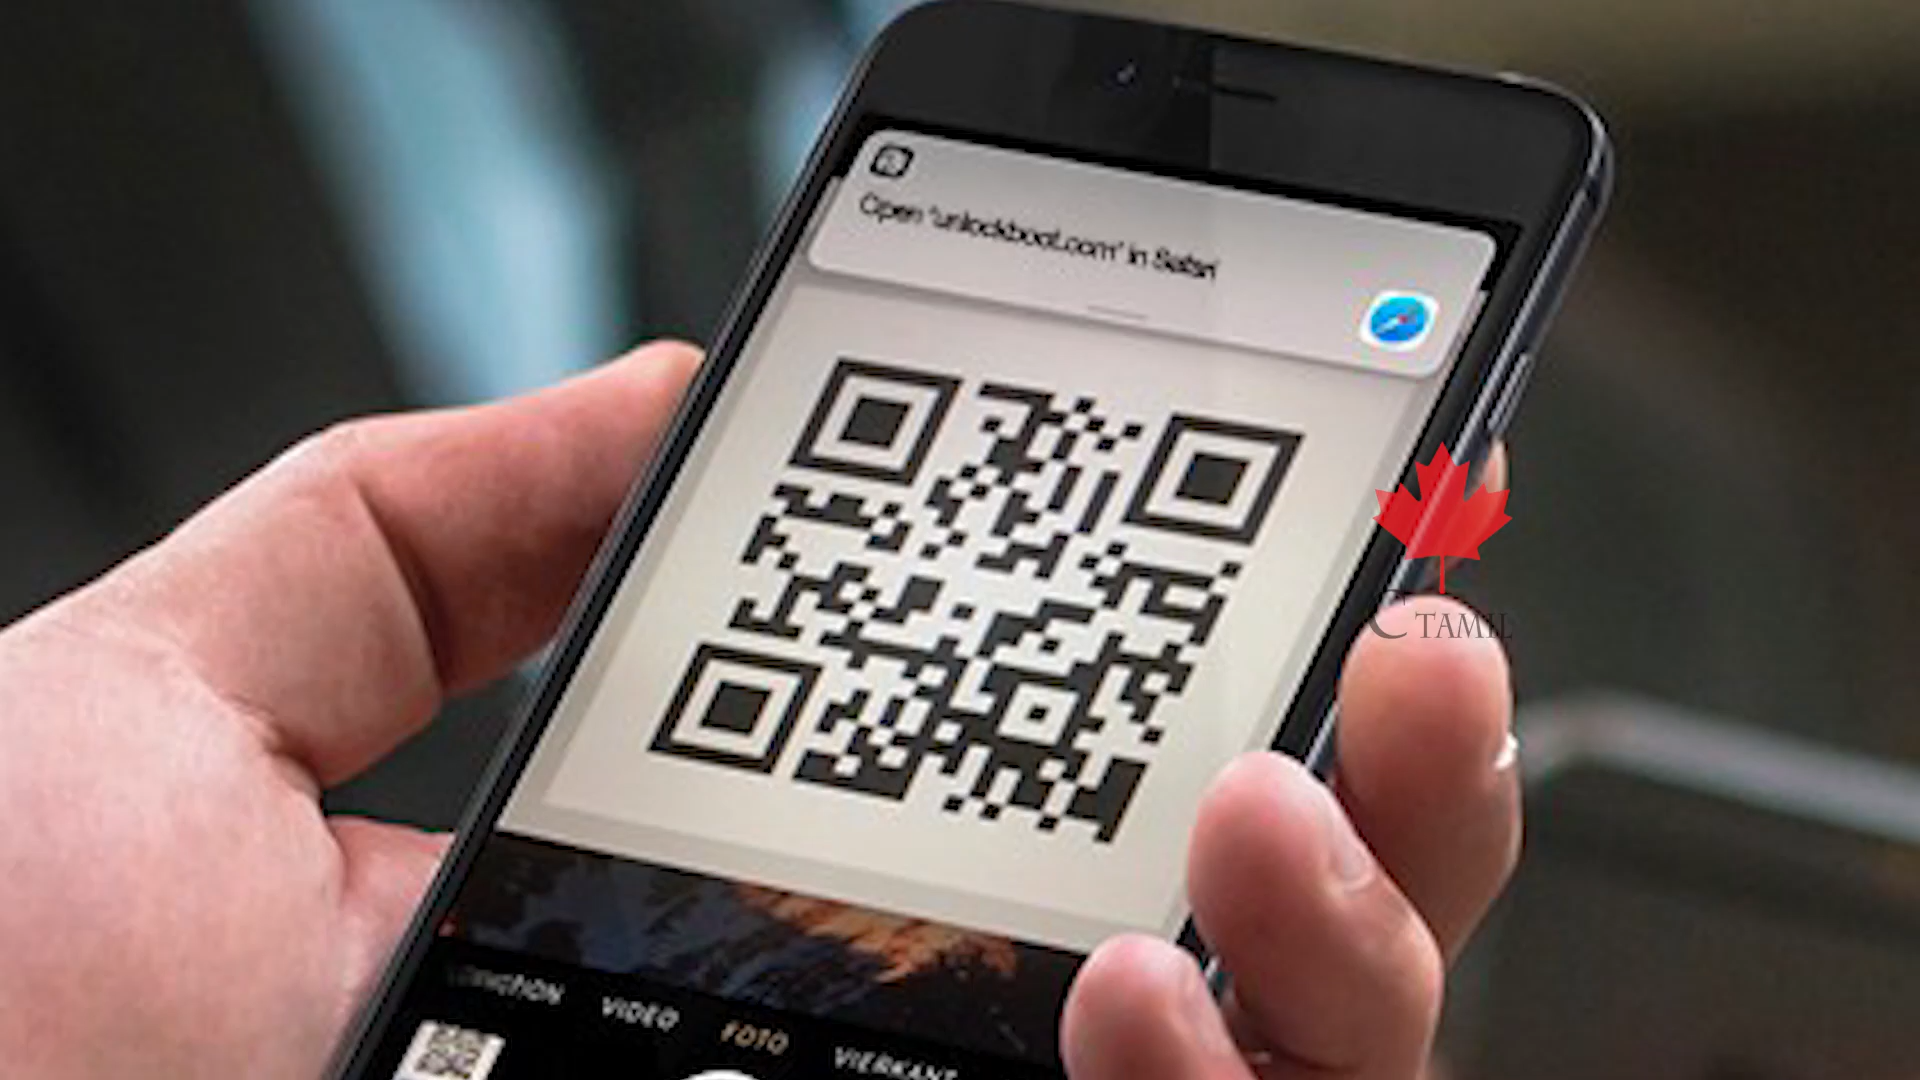 Open 'unlockboot.com' in Safari
VIDEO
FOTO
VIERKANT
C TAMIL